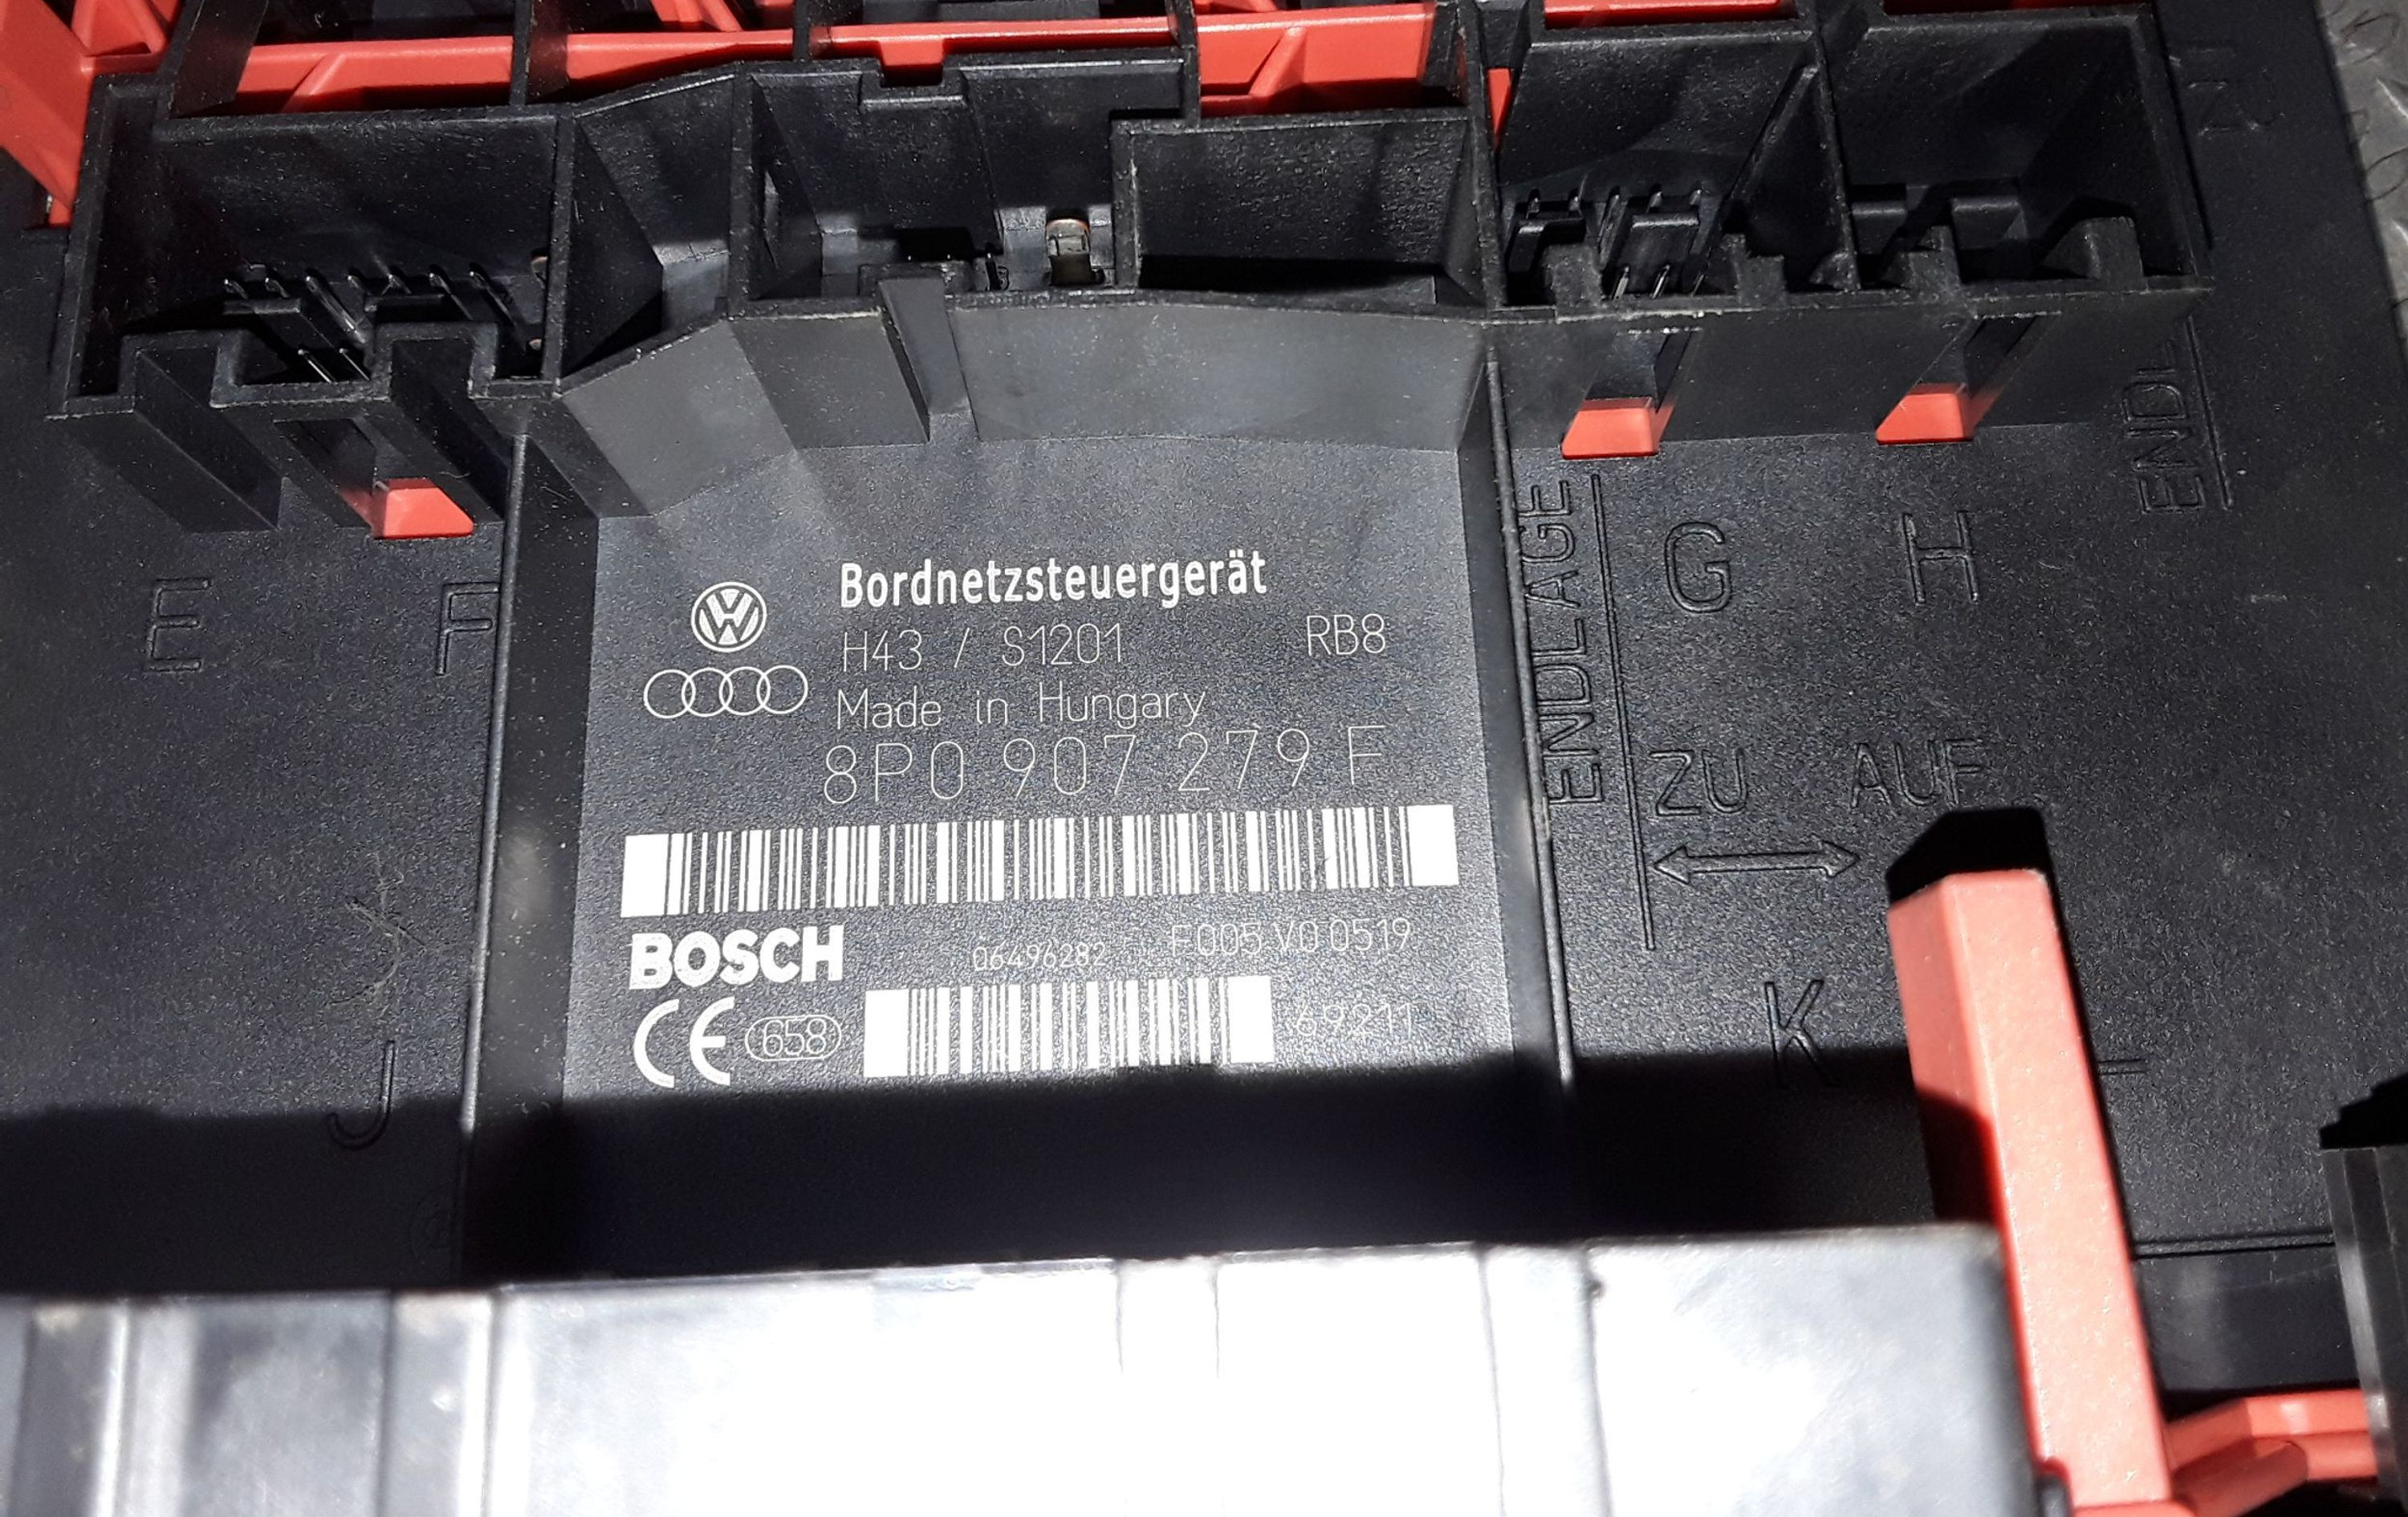 Bordnetzsteuergerät
H43 / S1201 RB8
Made in Hungary
8P0 907 279 F
BOSCH 06496282 F005 V0 0519
CE 658 69211
E F
ENDLAGE
G H
ZU AUF
J
K